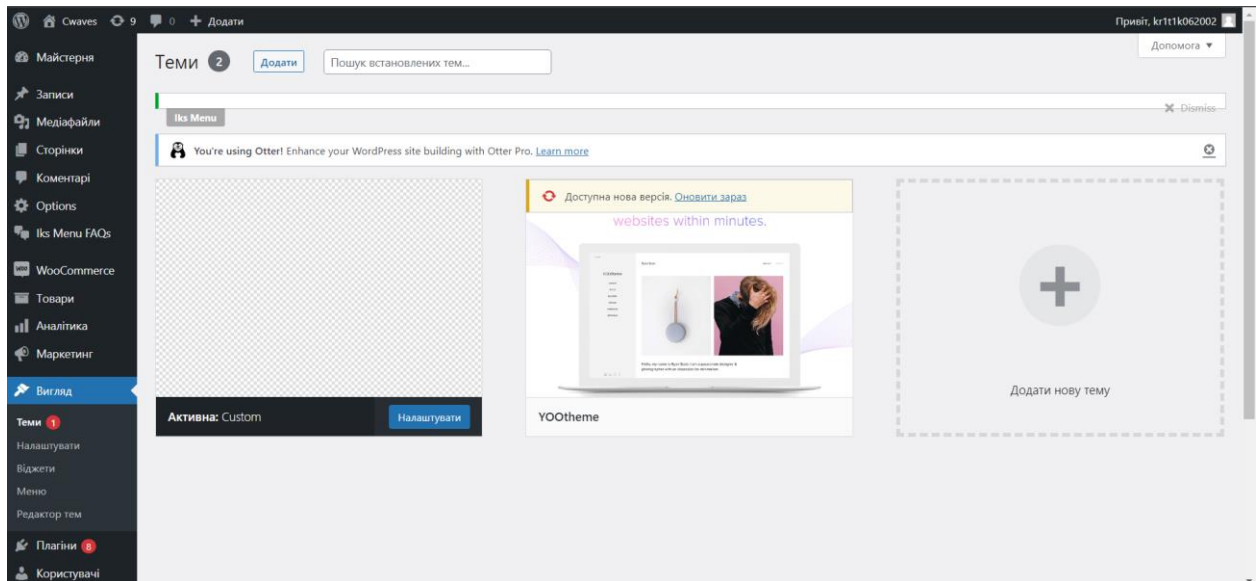 Cwaves 9 0 Додати
Привіт, kr1t1k062002
Майстерня
Записи
Медіафайли
Сторінки
Коментарі
Options
Iks Menu FAQs
WooCommerce
Товари
Аналітика
Маркетинг
Вигляд
Теми 1
Налаштувати
Віджети
Меню
Редактор тем
Плагіни 8
Користувачі
Допомога ▼
Теми 2 Додати Пошук встановлених тем...
Iks Menu
Dismiss
You're using Otter! Enhance your WordPress site building with Otter Pro. Learn more
Активна: Custom Налаштувати
Доступна нова версія. Оновити зараз
websites within minutes.
YOOtheme
Додати нову тему